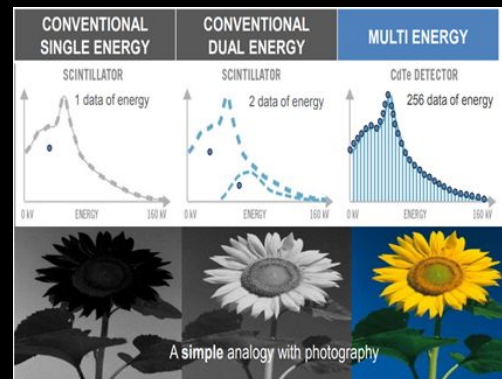 CONVENTIONAL
SINGLE ENERGY
CONVENTIONAL
DUAL ENERGY
MULTI ENERGY
SCINTILLATOR
1 data of energy
0 kV
ENERGY
160 kV
SCINTILLATOR
2 data of energy
0 kV
ENERGY
160 kV
CdTe DETECTOR
256 data of energy
0 kV
ENERGY
160 kV
A simple analogy with photography